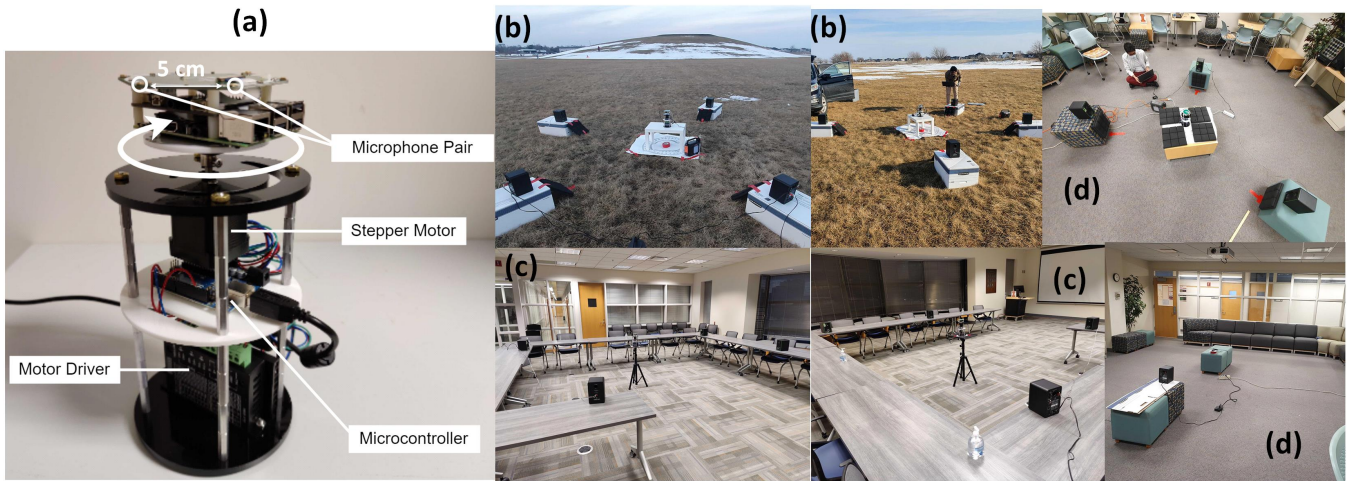 (a)
5 cm
Microphone Pair
Stepper Motor
Motor Driver
Microcontroller
(b)
(b)
(c)
(c)
(d)
(d)